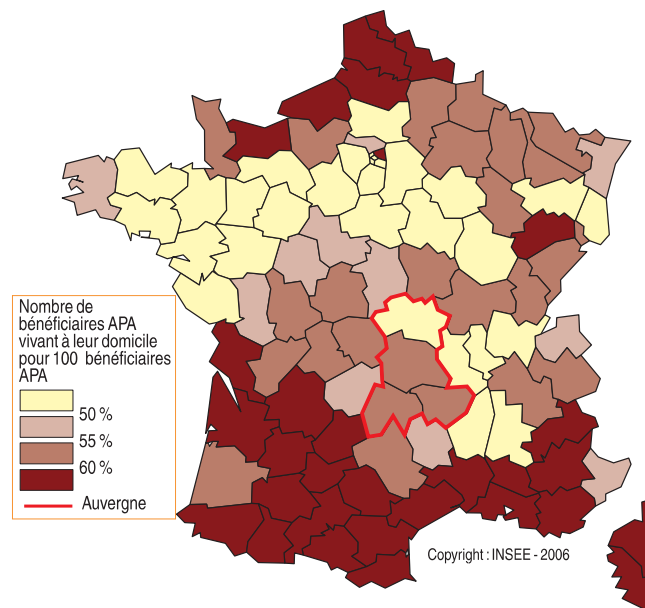 Nombre de
bénéficiaires APA
vivant à leur domicile
pour 100 bénéficiaires
APA
50 %
55 %
60 %
Auvergne
Copyright : INSEE - 2006